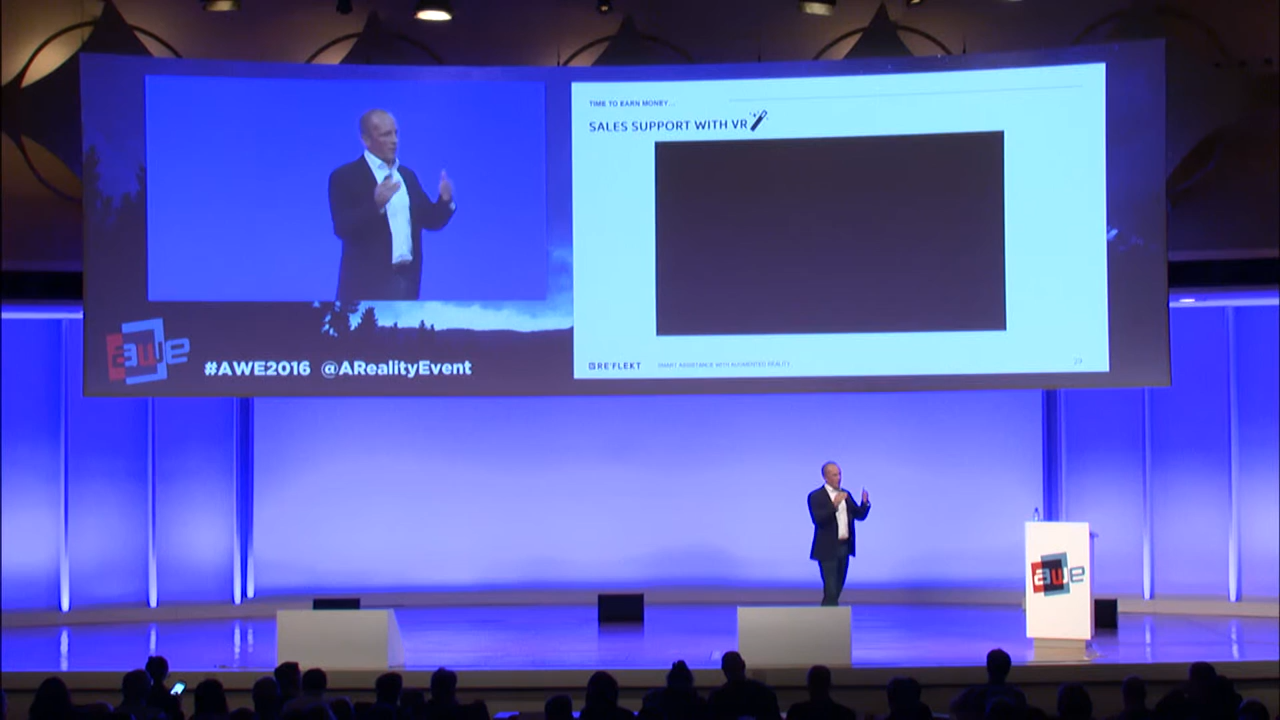 TIME TO EARN MONEY...
SALES SUPPORT WITH VR
awe
#AWE2016 @ARealityEvent
RE'FLEKT
SMART ASSISTANCE WITH AUGMENTED REALITY
awe